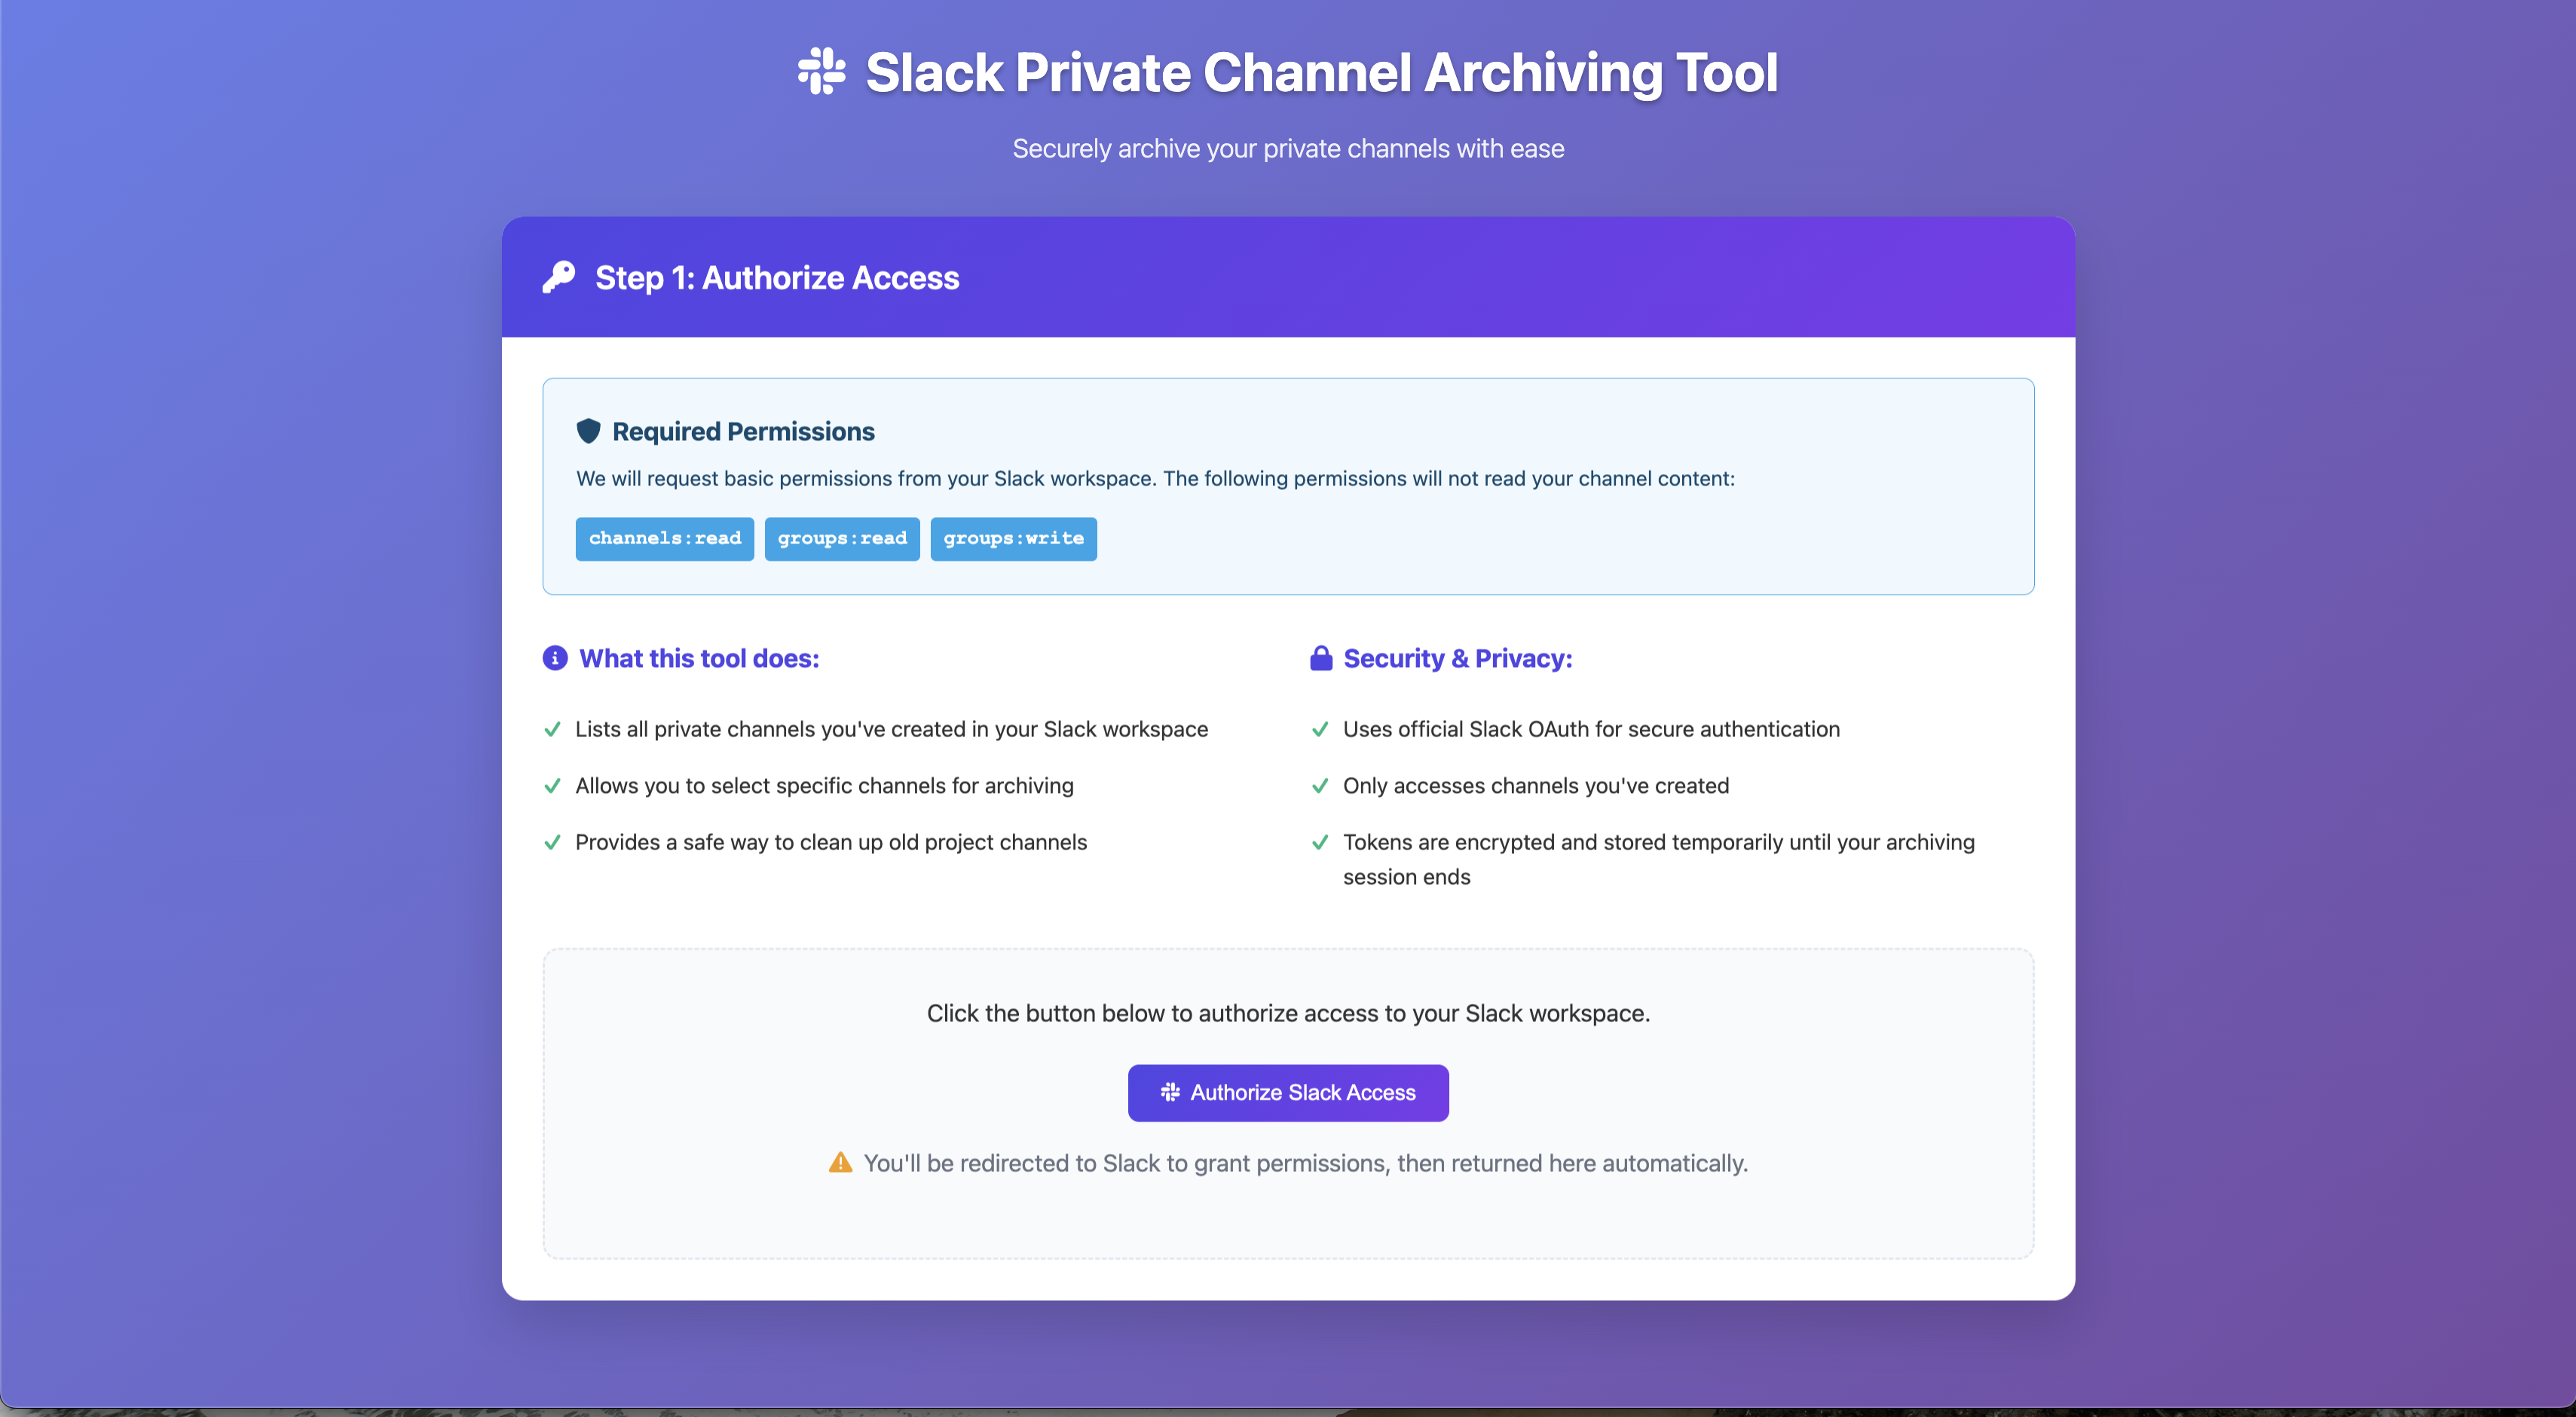 Slack Private Channel Archiving Tool
Securely archive your private channels with ease
Step 1: Authorize Access
Required Permissions
We will request basic permissions from your Slack workspace. The following permissions will not read your channel content:
channels:read groups:read groups:write
What this tool does:
Lists all private channels you've created in your Slack workspace
Allows you to select specific channels for archiving
Provides a safe way to clean up old project channels
Security & Privacy:
Uses official Slack OAuth for secure authentication
Only accesses channels you've created
Tokens are encrypted and stored temporarily until your archiving
session ends
Click the button below to authorize access to your Slack workspace.
Authorize Slack Access
You'll be redirected to Slack to grant permissions, then returned here automatically.